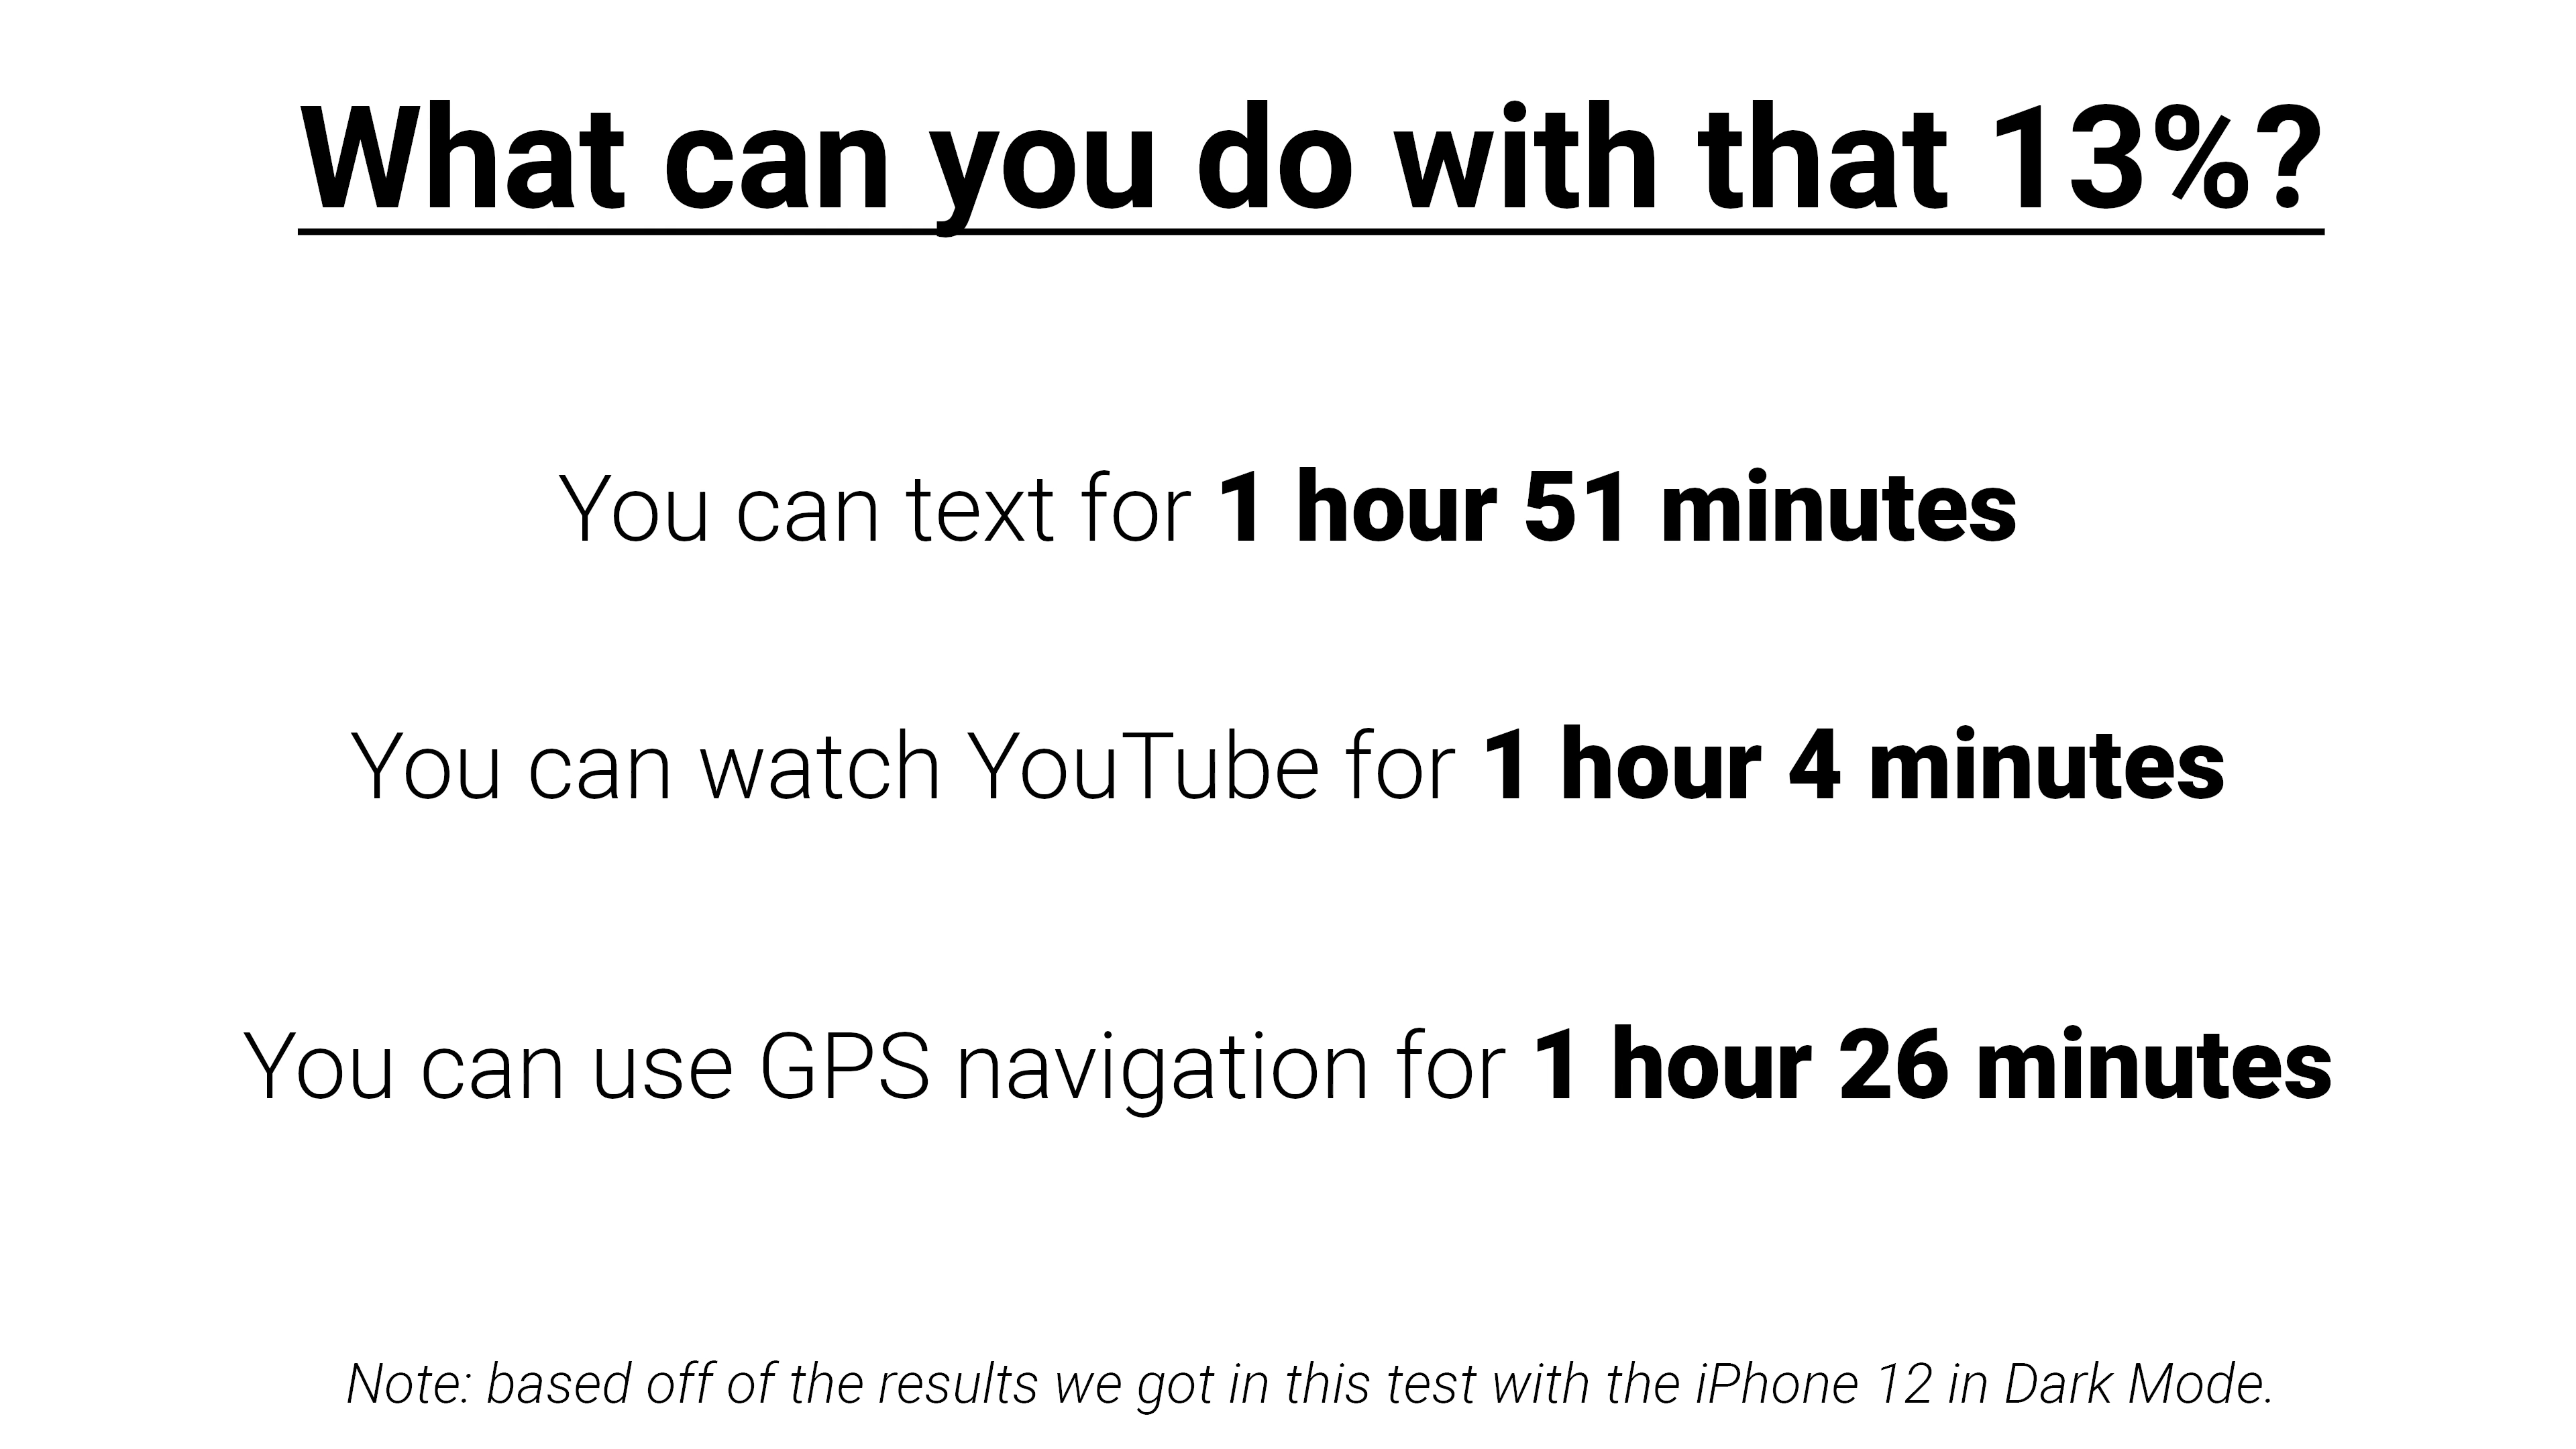 What can you do with that 13%?
You can text for 1 hour 51 minutes
You can watch YouTube for 1 hour 4 minutes
You can use GPS navigation for 1 hour 26 minutes
Note: based off of the results we got in this test with the iPhone 12 in Dark Mode.